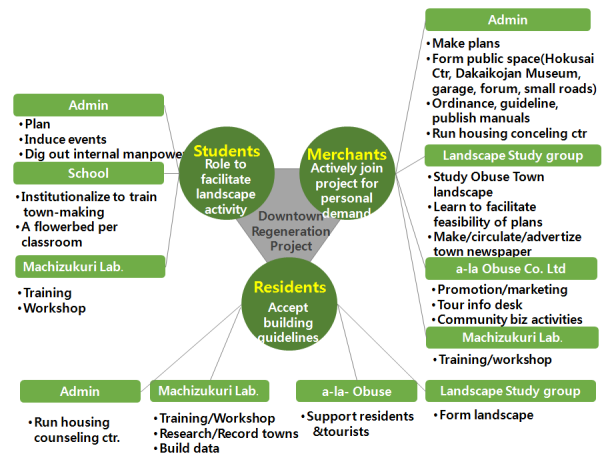 Admin
• Plan
• Induce events
• Dig out internal manpower
School
• Institutionalize to train
town-making
• A flowerbed per
classroom
Machizukuri Lab.
• Training
• Workshop
Students
Role to
facilitate
landscape
activity
Merchants
Actively join
project for
personal
demand
Downtown
Regeneration
Project
Residents
Accept
building
guidelines
Admin
• Make plans
• Form public space(Hokusai
Ctr, Dakaikojan Museum,
garage, forum, small roads)
• Ordinance, guideline,
publish manuals
• Run housing conceling ctr
Landscape Study group
• Study Obuse Town
landscape
• Learn to facilitate
feasibility of plans
• Make/circulate/advertize
town newspaper
a-la Obuse Co. Ltd
• Promotion/marketing
• Tour info desk
• Community biz activities
Machizukuri Lab.
• Training/workshop
Admin
• Run housing
counseling ctr.
Machizukuri Lab.
• Training/Workshop
• Research/Record towns
• Build data
a-la- Obuse
• Support residents
&tourists
Landscape Study group
• Form landscape